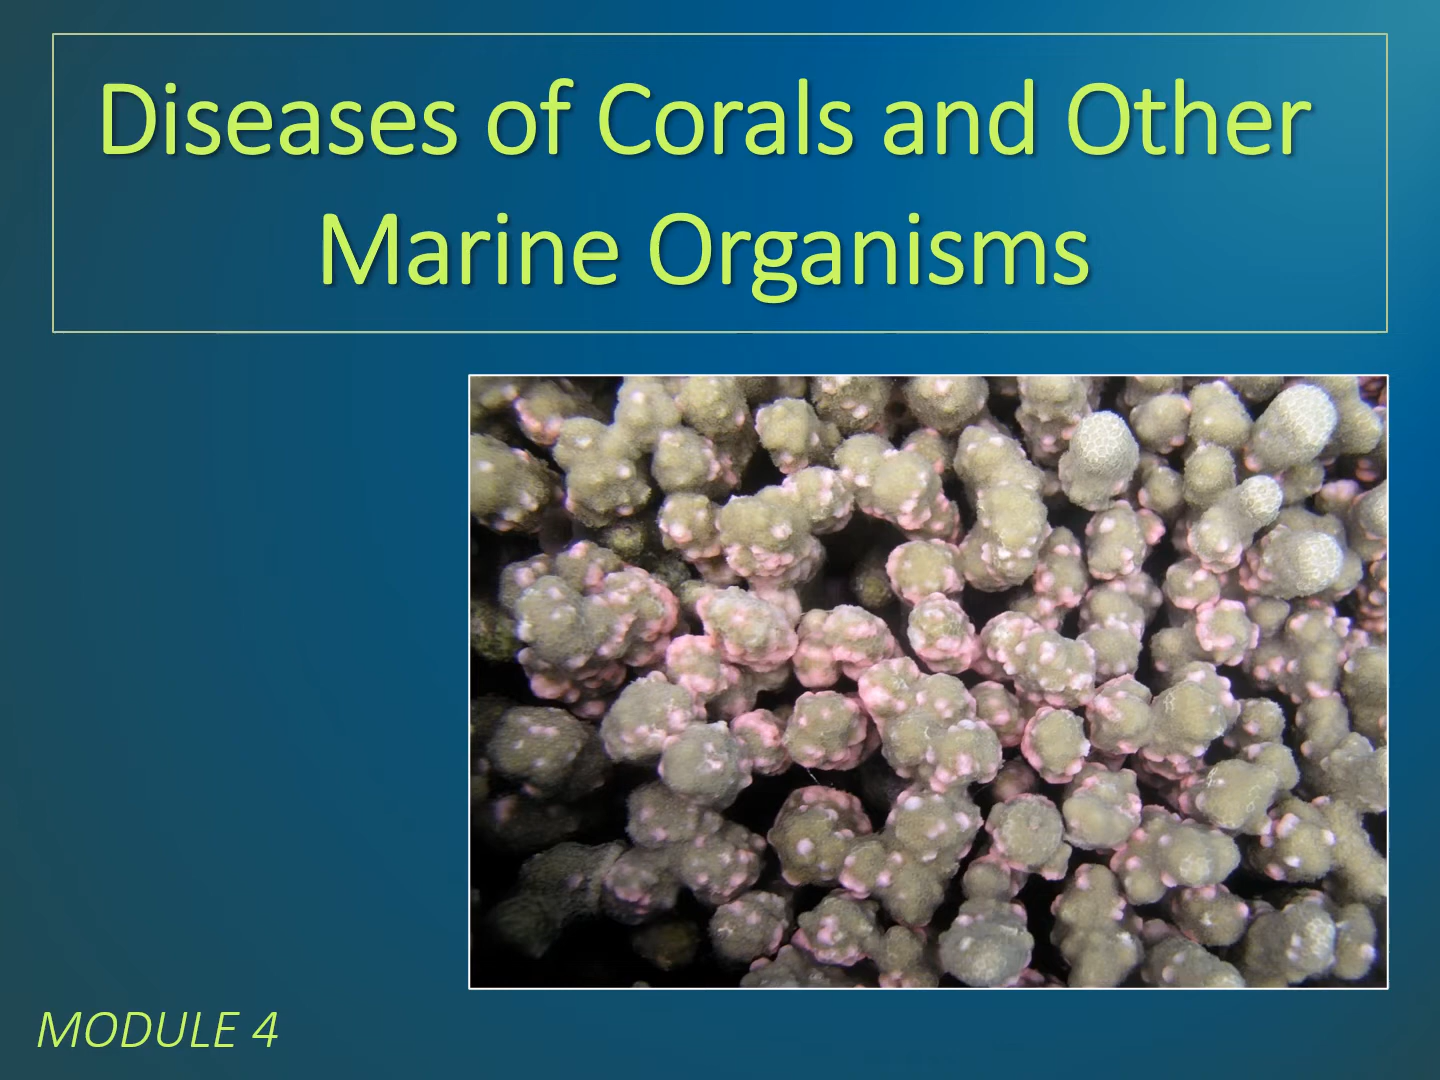 Diseases of Corals and Other
Marine Organisms
MODULE 4